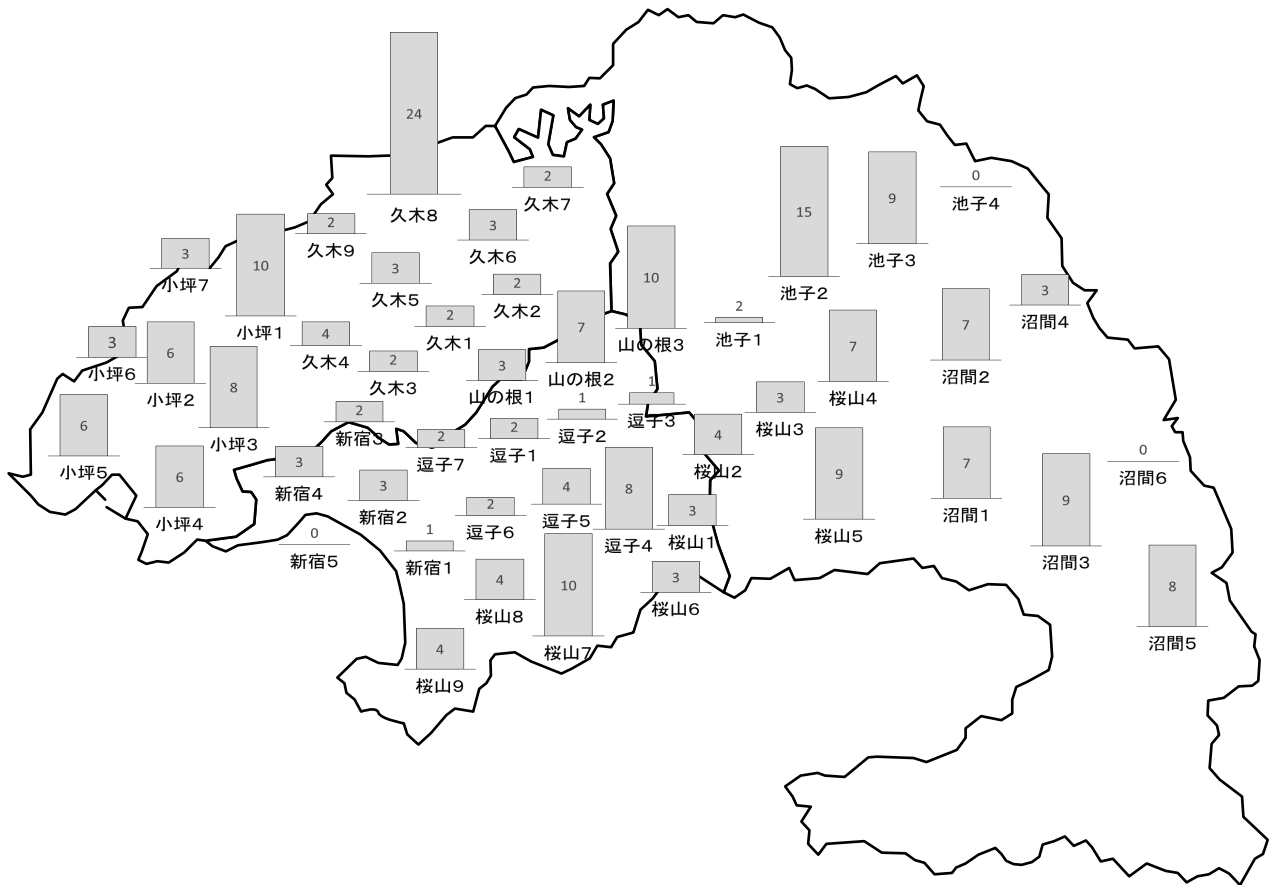 24
久木8
2
久木7
15
池子2
9
池子3
0
池子4
2
久木9
3
久木6
3
小坪7
10
小坪1
3
久木5
2
久木2
10
山の根3
2
池子1
3
沼間4
7
沼間2
7
桜山4
7
山の根2
2
久木1
4
久木4
3
小坪6
6
小坪2
8
小坪3
2
久木3
3
山の根1
1
逗子3
1
逗子2
3
桜山3
4
桜山2
6
小坪5
2
新宿3
2
逗子7
2
逗子1
9
桜山5
7
沼間1
0
沼間6
9
沼間3
6
小坪4
3
新宿4
3
新宿2
2
逗子6
4
逗子5
8
逗子4
3
桜山1
0
新宿5
1
新宿1
4
桜山8
10
桜山7
3
桜山6
8
沼間5
4
桜山9